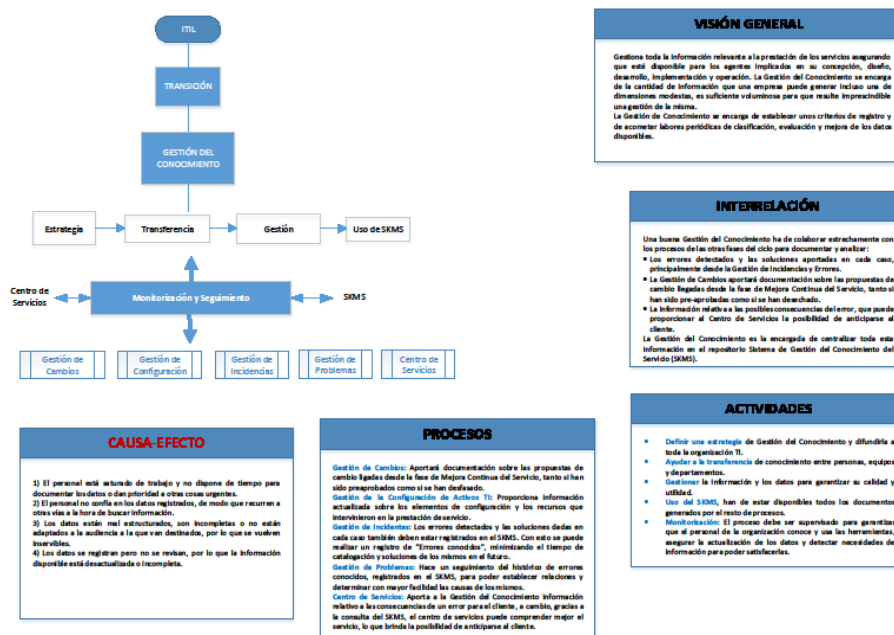 ITIL
TRANSICIÓN
GESTIÓN DEL
CONOCIMIENTO
Estrategia
Transferencia
Gestión
Uso de SKMS
Centro de
Servicios
Monitorización y Seguimiento
SKMS
Gestión de
Cambios
Gestión de
Configuración
Gestión de
Incidencias
Gestión de
Problemas
Centro de
Servicios
VISIÓN GENERAL
Gestiona toda la información relevante a la prestación de los servicios asegurando
que esté disponible para los agentes implicados en su concepción, diseño,
desarrollo, implementación y operación. La Gestión del Conocimiento se encarga
de la cantidad de información que una empresa puede generar incluso una de
dimensiones modestas, es suficiente voluminosa para que resulte imprescindible
una gestión de la misma.
La Gestión de Conocimiento se encarga de establecer unos criterios de registro y
de acometer labores periódicas de clasificación, evaluación y mejora de los datos
disponibles.
INTERRELACIÓN
Una buena Gestión del Conocimiento ha de colaborar estrechamente con
los procesos de las otras fases del ciclo para documentar y analizar:
• Los errores detectados y las soluciones aportadas en cada caso,
principalmente desde la Gestión de Incidencias y Errores.
• La Gestión de Cambios aportará documentación sobre las propuestas de
cambio llegadas desde la fase de Mejora Continua del Servicio, tanto si
han sido pre-aprobadas como si se han desechado.
• La información relativa a las posibles consecuencias del error, que puede
proporcionar al Centro de Servicios la posibilidad de anticiparse al
cliente.
La Gestión del Conocimiento es la encargada de centralizar toda esta
información en el repositorio Sistema de Gestión del Conocimiento del
Servicio (SKMS).
ACTIVIDADES
• Definir una estrategia de Gestión del Conocimiento y difundirla a
toda la organización TI.
• Ayudar a la transferencia de conocimiento entre personas, equipos
y departamentos.
• Gestionar la información y los datos para garantizar su calidad y
utilidad.
• Uso del SKMS, han de estar disponibles todos los documentos
generados por el resto de procesos.
• Monitorización: El proceso debe ser supervisado para garantizar
que el personal de la organización conoce y usa las herramientas,
asegurar la actualización de los datos y detectar necesidades de
información para poder satisfacerlas.
CAUSA-EFECTO
1) El personal está saturado de trabajo y no dispone de tiempo para
documentar los datos o dan prioridad a otras cosas urgentes.
2) El personal no confía en los datos registrados, de modo que recurren a
otras vías a la hora de buscar información.
3) Los datos están mal estructurados, son incompletas o no están
adaptados a la audiencia a la que van destinados, por lo que se vuelven
inservibles.
4) Los datos se registran pero no se revisan, por lo que la información
disponible está desactualizada o incompleta.
PROCESOS
Gestión de Cambios: Aportará documentación sobre las propuestas de
cambio ligadas desde la fase de Mejora Continua del Servicio, tanto si han
sido preaprobados como si se han desfasado.
Gestión de la Configuración de Activos TI: Proporciona información
actualizada sobre los elementos de configuración y los recursos que
intervinieron en la prestación de servicio.
Gestión de Incidentes: Los errores detectados y las soluciones dadas en
cada caso también deben estar registrados en el SKMS. Con esto se puede
realizar un registro de “Errores conocidos”, minimizando el tiempo de
catalogación y soluciones de los mismos en el futuro.
Gestión de Problemas: Hace un seguimiento del histórico de errores
conocidos, registrados en el SKMS, para poder establecer relaciones y
determinar con mayor facilidad las causas de los mismos.
Centro de Servicios: Aporta a la Gestión del Conocimiento información
relativo a las consecuencias de un error para el cliente, a cambio, gracias a
la consulta del SKMS, el centro de servicios puede comprender mejor el
servicio, lo que brinda la posibilidad de anticiparse al cliente.